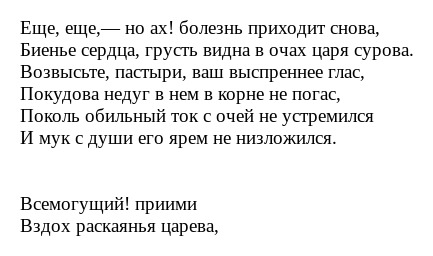 Еще, еще,— но ах! болезнь приходит снова,
Биенье сердца, грусть видна в очах царя сурова.
Возвысьте, пастыри, ваш выспреннее глас,
Покудова недуг в нем в корне не погас,
Поколь обильный ток с очей не устремился
И мук с души его ярем не низложился.
Всемогущий! приими
Вздох раскаянья царева,